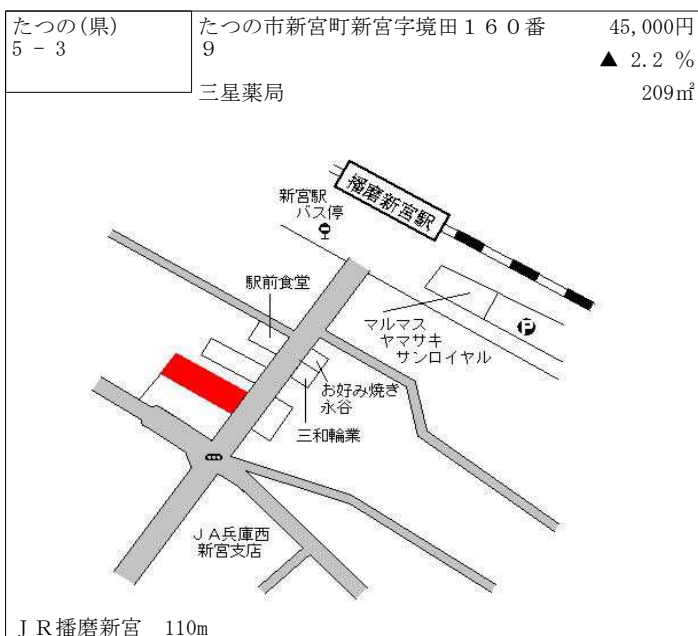 たつの(県)
5 - 3
たつの市新宮町新宮字境田１６０番
９
45,000円
▲ 2.2 %
三星薬局
209㎡
播磨新宮駅
新宮駅
バス停
駅前食堂
マルマス
ヤマサキ
サンロイヤル
P
お好み焼き
永谷
三和輪業
ＪＡ兵庫西
新宮支店
ＪＲ播磨新宮　110m